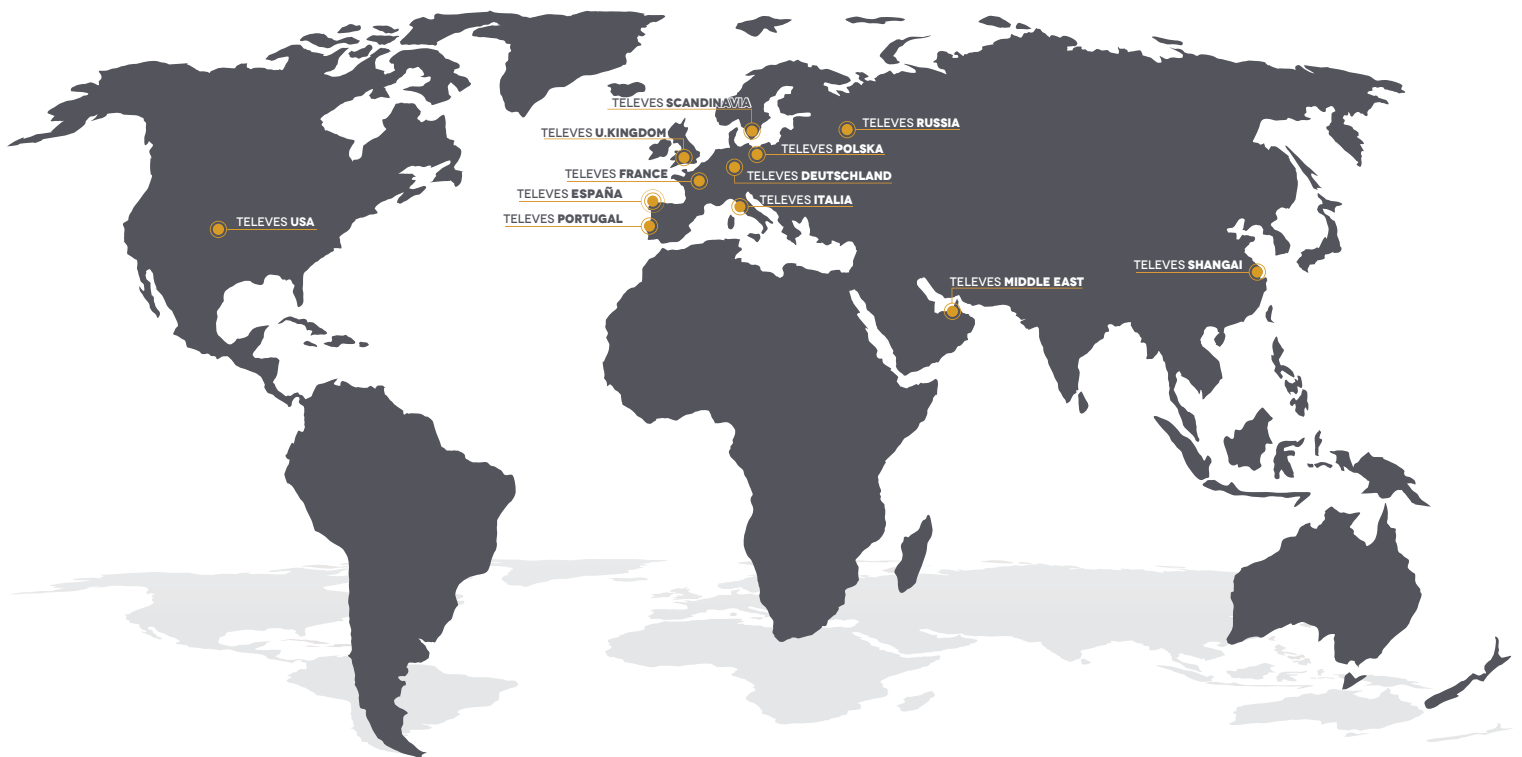 TELEVES SCANDINAVIA
TELEVES RUSSIA
TELEVES U.KINGDOM
TELEVES POLSKA
TELEVES FRANCE
TELEVES DEUTSCHLAND
TELEVES ESPAÑA
TELEVES ITALIA
TELEVES PORTUGAL
TELEVES USA
TELEVES SHANGAI
TELEVES MIDDLE EAST